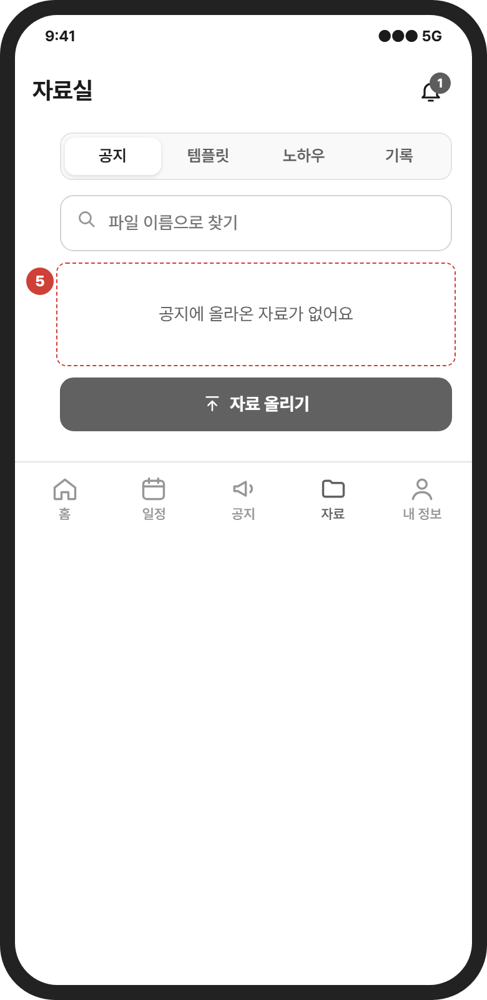 9:41 5G
자료실
1
공지 템플릿 노하우 기록
파일 이름으로 찾기
5
공지에 올라온 자료가 없어요
자료 올리기
홈 일정 공지 자료 내 정보